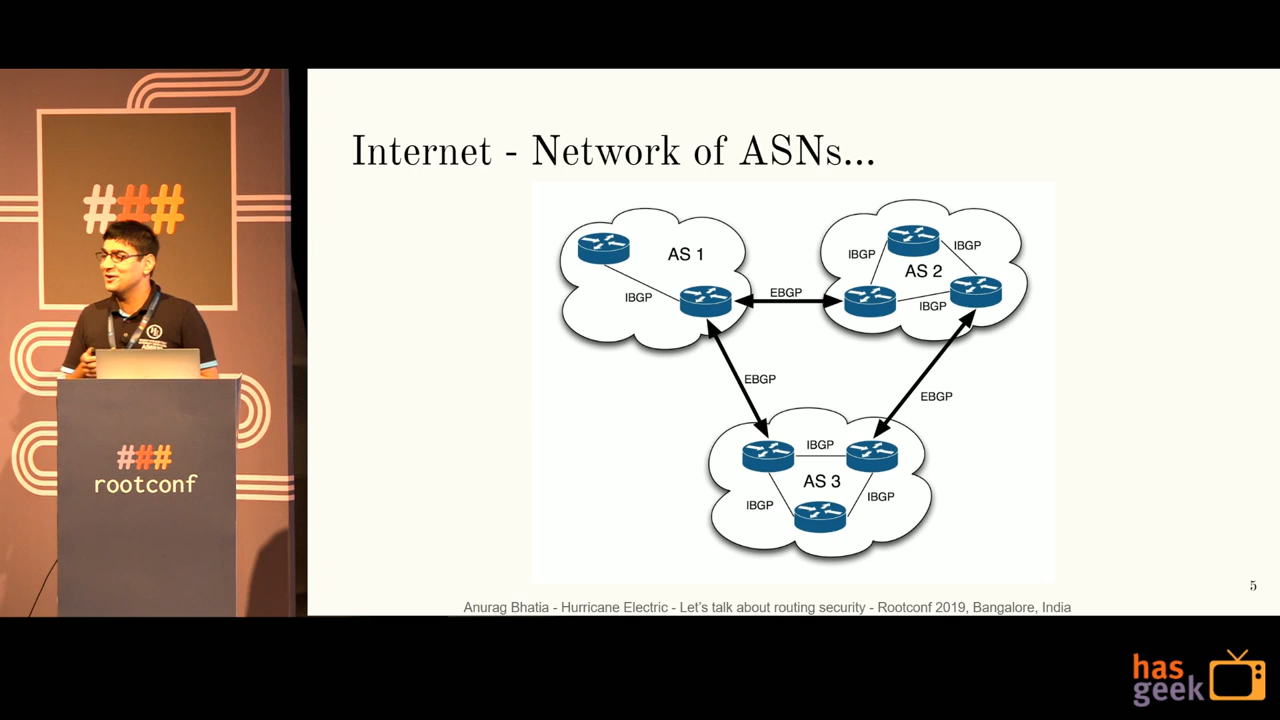 ###
###
rootconf
Internet - Network of ASNs...
AS 1
IBGP
EBGP
IBGP
IBGP
AS 2
IBGP
EBGP
EBGP
IBGP
AS 3
IBGP
IBGP
5
Anurag Bhatia - Hurricane Electric - Let's talk about routing security - Rootconf 2019, Bangalore, India
has
geek